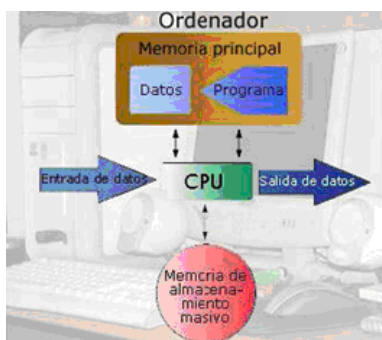 Ordenador
Memoria principal
Datos
Programa
Entrada de datos
CPU
Salida de datos
Memoria de
almacena-
miento
masivo